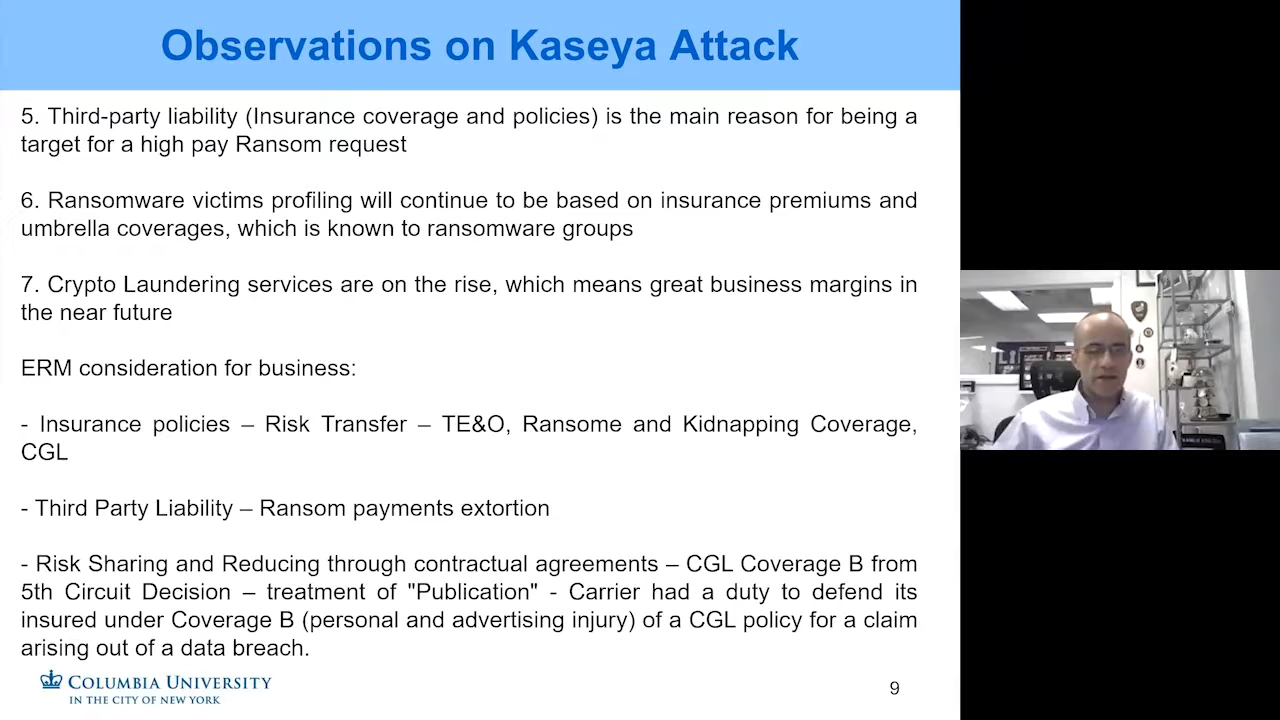 Observations on Kaseya Attack
5. Third-party liability (Insurance coverage and policies) is the main reason for being a
target for a high pay Ransom request
6. Ransomware victims profiling will continue to be based on insurance premiums and
umbrella coverages, which is known to ransomware groups
7. Crypto Laundering services are on the rise, which means great business margins in
the near future
ERM consideration for business:
- Insurance policies – Risk Transfer – TE&O, Ransome and Kidnapping Coverage,
CGL
- Third Party Liability – Ransom payments extortion
- Risk Sharing and Reducing through contractual agreements – CGL Coverage B from
5th Circuit Decision – treatment of "Publication" - Carrier had a duty to defend its
insured under Coverage B (personal and advertising injury) of a CGL policy for a claim
arising out of a data breach.
COLUMBIA UNIVERSITY
IN THE CITY OF NEW YORK
9